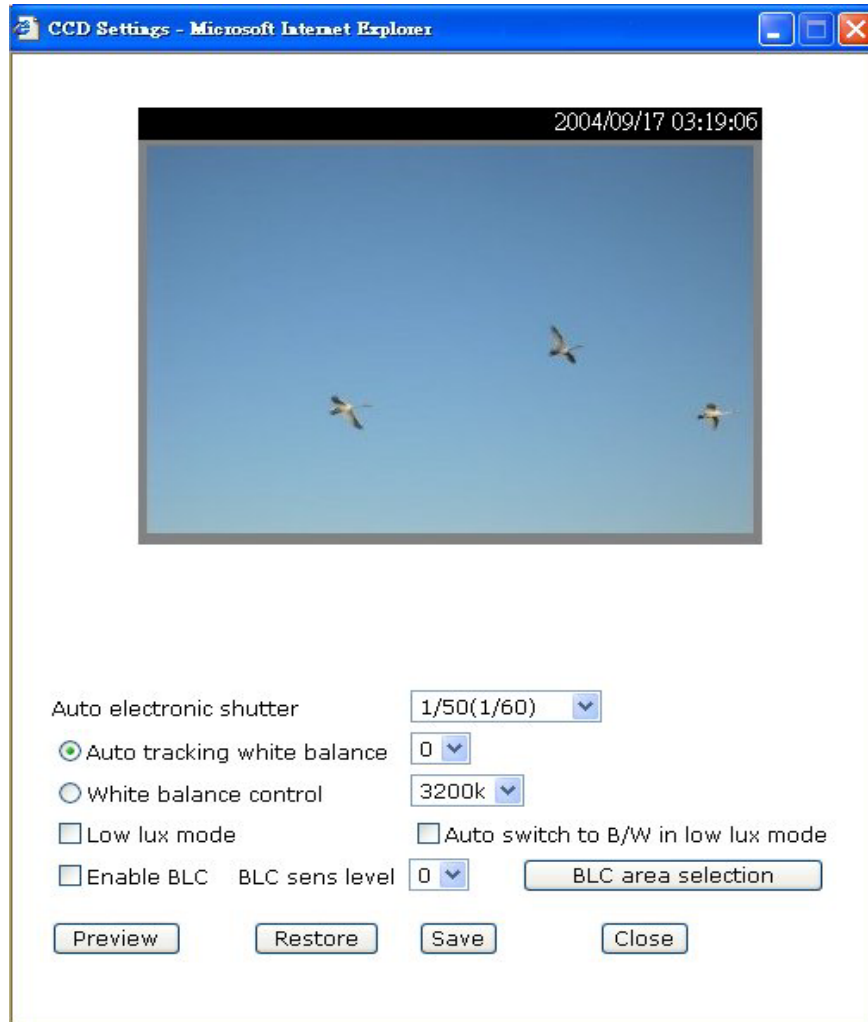 CCD Settings - Microsoft Internet Explorer
2004/09/17 03:19:06
Auto electronic shutter 1/50(1/60)
Auto tracking white balance 0
White balance control 3200k
Low lux mode Auto switch to B/W in low lux mode
Enable BLC BLC sens level 0 BLC area selection
Preview Restore Save Close